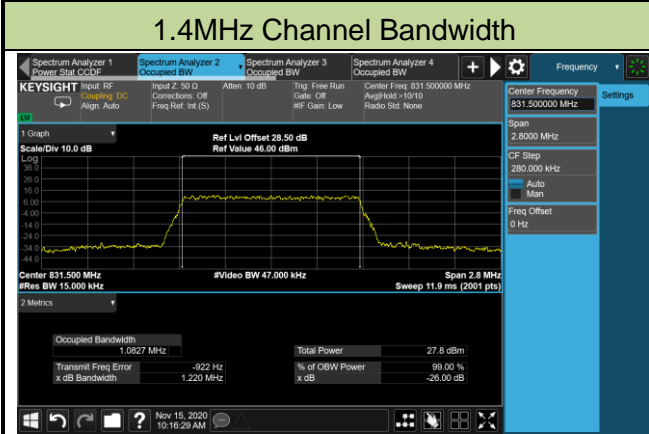 1.4MHz Channel Bandwidth
Spectrum Analyzer 1
Power Stat CCDF
Spectrum Analyzer 2
Occupied BW
Spectrum Analyzer 3
Occupied BW
Spectrum Analyzer 4
Occupied BW
+
Frequency
KEYSIGHT
Input: RF
Coupling: DC
Align: Auto
Input Z: 50 Ω
Corrections: Off
Freq Ref: Int (S)
Atten: 10 dB
Trig: Free Run
Gate: Off
#IF Gain: Low
Center Freq: 831.500000 MHz
Avg|Hold:>10/10
Radio Std: None
LXI
Center Frequency
831.500000 MHz
Settings
Span
2.8000 MHz
CF Step
280.000 kHz
Auto
Man
Freq Offset
0 Hz
1 Graph
Scale/Div 10.0 dB
Ref Lvl Offset 28.50 dB
Ref Value 46.00 dBm
Log
36.0
26.0
16.0
6.00
-4.00
-14.0
-24.0
-34.0
-44.0
Center 831.500 MHz
#Video BW 47.000 kHz
Span 2.8 MHz
#Res BW 15.000 kHz
Sweep 11.9 ms (2001 pts)
2 Metrics
Occupied Bandwidth
1.0827 MHz
Total Power 27.8 dBm
Transmit Freq Error -922 Hz
% of OBW Power 99.00 %
x dB Bandwidth 1.220 MHz
x dB -26.00 dB
?
Nov 15, 2020
10:16:29 AM